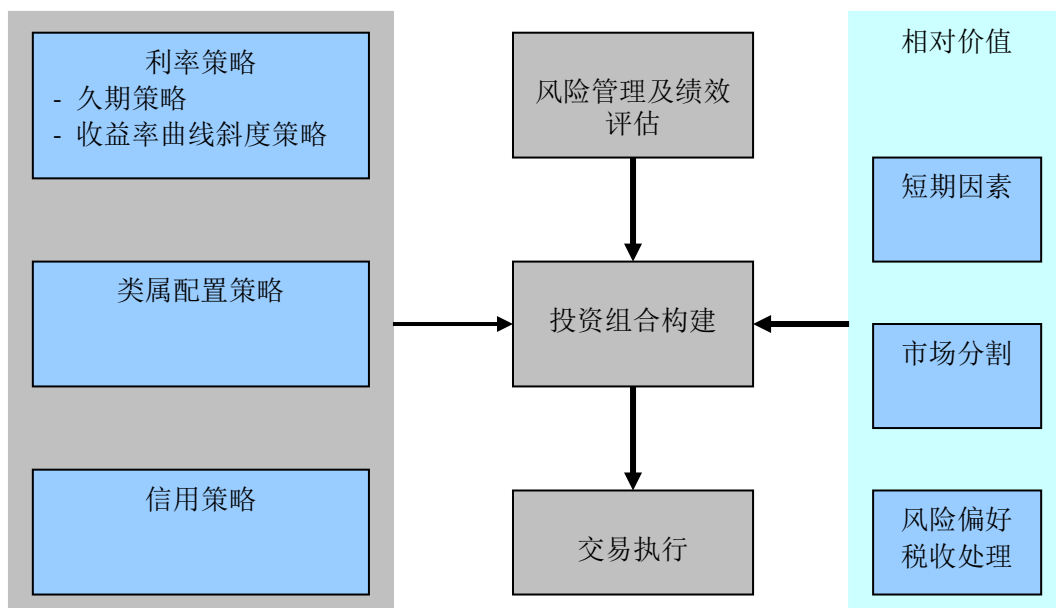 利率策略
- 久期策略
- 收益率曲线斜度策略
类属配置策略
信用策略
风险管理及绩效
评估
投资组合构建
交易执行
相对价值
短期因素
市场分割
风险偏好
税收处理